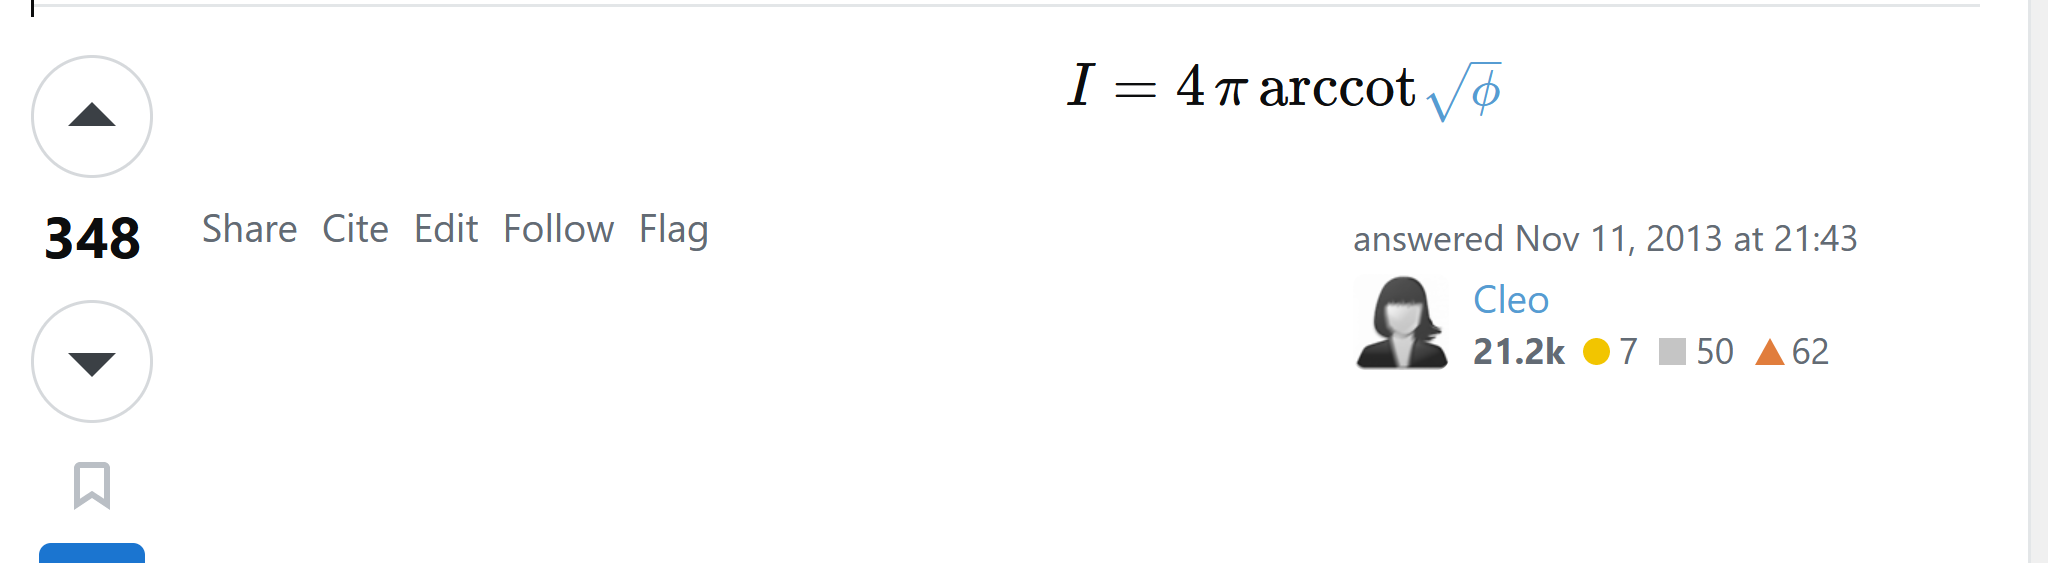 I = 4 π arccot √ϕ
348
Share Cite Edit Follow Flag
answered Nov 11, 2013 at 21:43
Cleo
21.2k 7 50 62